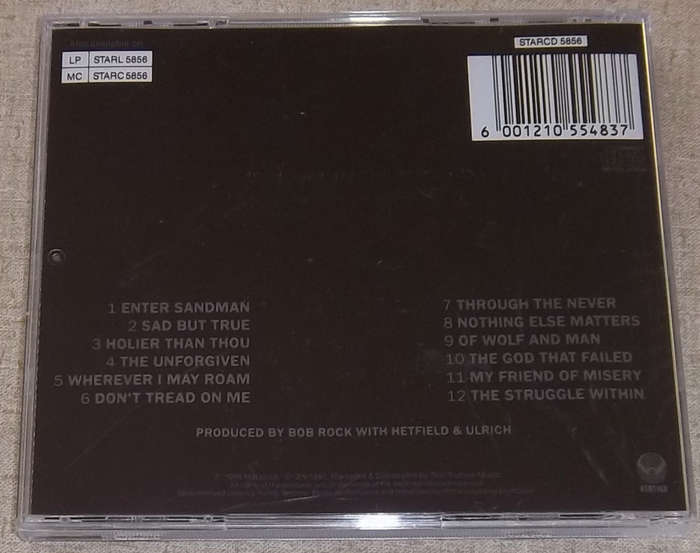 Also available on
LP STARL 5856
MC STARC 5856
STARCD 5856
6 001210 554837
1 ENTER SANDMAN
2 SAD BUT TRUE
3 HOLIER THAN THOU
4 THE UNFORGIVEN
5 WHEREVER I MAY ROAM
6 DON'T TREAD ON ME
7 THROUGH THE NEVER
8 NOTHING ELSE MATTERS
9 OF WOLF AND MAN
10 THE GOD THAT FAILED
11 MY FRIEND OF MISERY
12 THE STRUGGLE WITHIN
PRODUCED BY BOB ROCK WITH HETFIELD & ULRICH